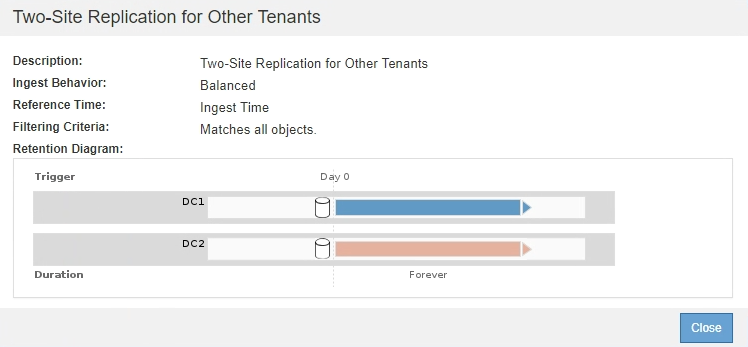 Two-Site Replication for Other Tenants
Description: Two-Site Replication for Other Tenants
Ingest Behavior: Balanced
Reference Time: Ingest Time
Filtering Criteria: Matches all objects.
Retention Diagram:
Trigger Day 0
DC1
DC2
Duration Forever
Close